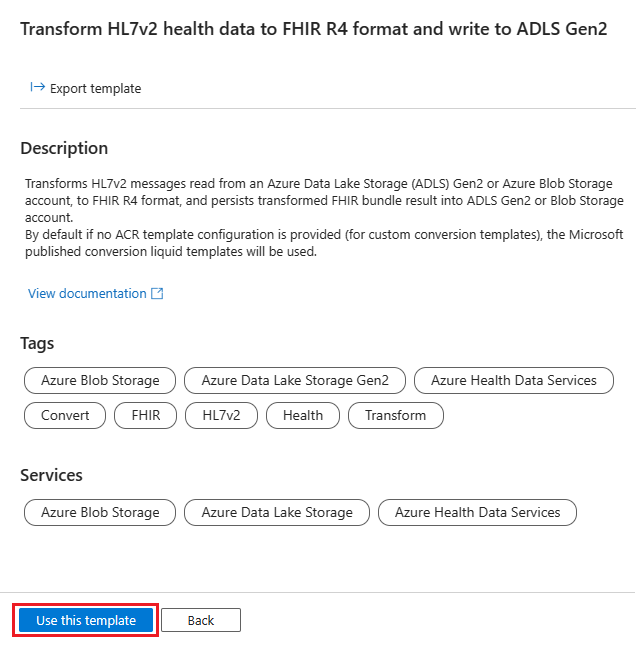 Transform HL7v2 health data to FHIR R4 format and write to ADLS Gen2
Export template
Description
Transforms HL7v2 messages read from an Azure Data Lake Storage (ADLS) Gen2 or Azure Blob Storage
account, to FHIR R4 format, and persists transformed FHIR bundle result into ADLS Gen2 or Blob Storage
account.
By default if no ACR template configuration is provided (for custom conversion templates), the Microsoft
published conversion liquid templates will be used.
View documentation
Tags
Azure Blob Storage Azure Data Lake Storage Gen2 Azure Health Data Services
Convert FHIR HL7v2 Health Transform
Services
Azure Blob Storage Azure Data Lake Storage Azure Health Data Services
Use this template Back